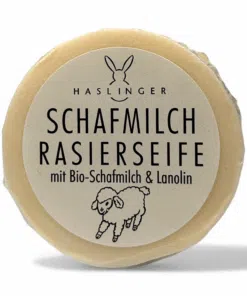 HASLINGER
SCHAFMILCH
RASIERSEIFE
mit Bio-Schafmilch & Lanolin